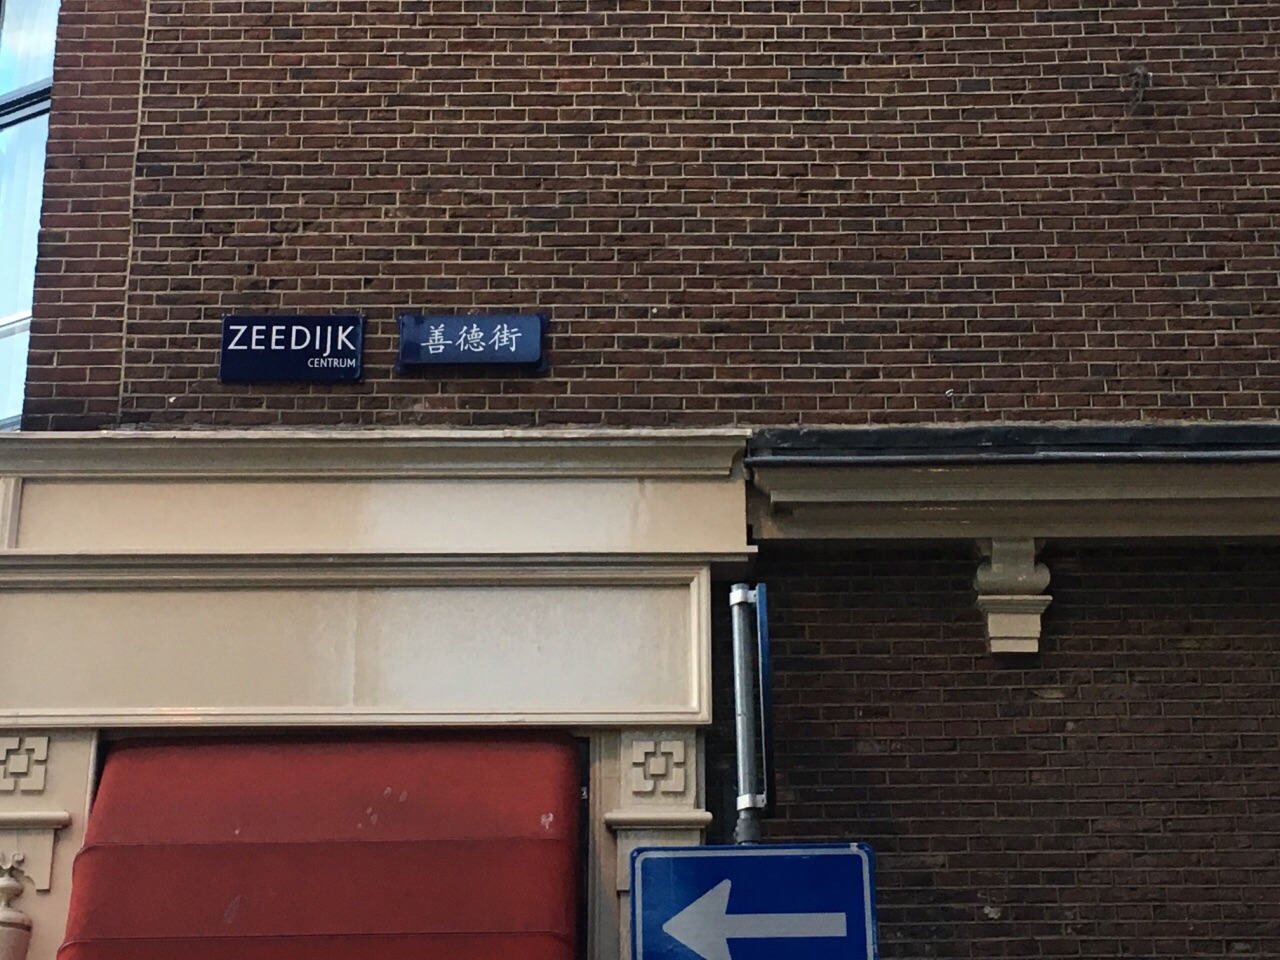 ZEEDIJK
CENTRUM
善德街